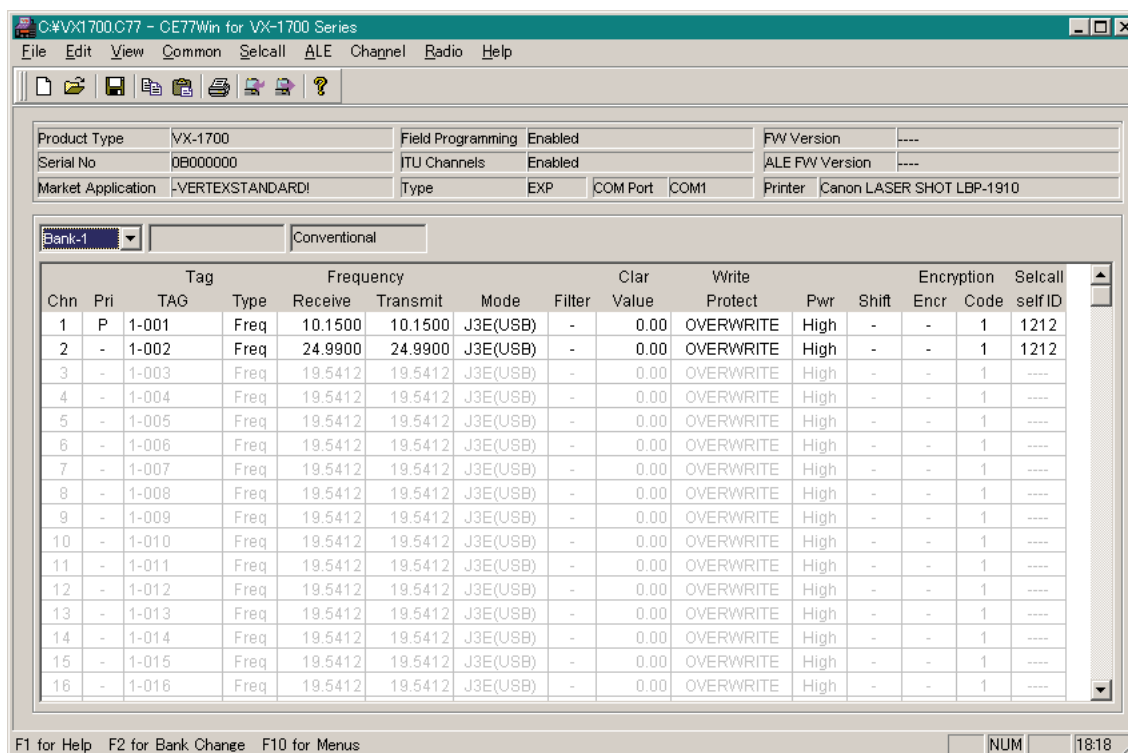 C:¥VX1700.C77 - CE77Win for VX-1700 Series
File Edit View Common Selcall ALE Channel Radio Help
Product Type VX-1700 Field Programming Enabled FW Version ----
Serial No 0B000000 ITU Channels Enabled ALE FW Version ----
Market Application -VERTEXSTANDARD! Type EXP COM Port COM1 Printer Canon LASER SHOT LBP-1910
Bank-1 Conventional
Tag Frequency Clar Write Encryption Selcall
Chn Pri TAG Type Receive Transmit Mode Filter Value Protect Pwr Shift Encr Code self ID
1 P 1-001 Freq 10.1500 10.1500 J3E(USB) - 0.00 OVERWRITE High - - 1 1212
2 - 1-002 Freq 24.9900 24.9900 J3E(USB) - 0.00 OVERWRITE High - - 1 1212
3 - 1-003 Freq 19.5412 19.5412 J3E(USB) - 0.00 OVERWRITE High - - 1 ----
4 - 1-004 Freq 19.5412 19.5412 J3E(USB) - 0.00 OVERWRITE High - - 1 ----
5 - 1-005 Freq 19.5412 19.5412 J3E(USB) - 0.00 OVERWRITE High - - 1 ----
6 - 1-006 Freq 19.5412 19.5412 J3E(USB) - 0.00 OVERWRITE High - - 1 ----
7 - 1-007 Freq 19.5412 19.5412 J3E(USB) - 0.00 OVERWRITE High - - 1 ----
8 - 1-008 Freq 19.5412 19.5412 J3E(USB) - 0.00 OVERWRITE High - - 1 ----
9 - 1-009 Freq 19.5412 19.5412 J3E(USB) - 0.00 OVERWRITE High - - 1 ----
10 - 1-010 Freq 19.5412 19.5412 J3E(USB) - 0.00 OVERWRITE High - - 1 ----
11 - 1-011 Freq 19.5412 19.5412 J3E(USB) - 0.00 OVERWRITE High - - 1 ----
12 - 1-012 Freq 19.5412 19.5412 J3E(USB) - 0.00 OVERWRITE High - - 1 ----
13 - 1-013 Freq 19.5412 19.5412 J3E(USB) - 0.00 OVERWRITE High - - 1 ----
14 - 1-014 Freq 19.5412 19.5412 J3E(USB) - 0.00 OVERWRITE High - - 1 ----
15 - 1-015 Freq 19.5412 19.5412 J3E(USB) - 0.00 OVERWRITE High - - 1 ----
16 - 1-016 Freq 19.5412 19.5412 J3E(USB) - 0.00 OVERWRITE High - - 1 ----
F1 for Help F2 for Bank Change F10 for Menus NUM 18:18